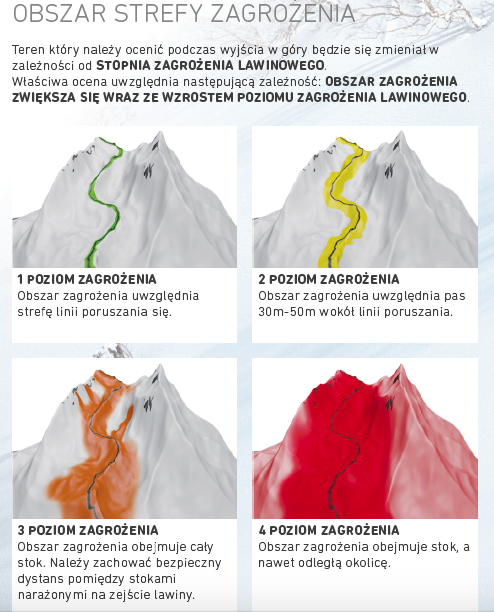 OBSZAR STREFY ZAGROŻENIA
Teren który należy ocenić podczas wyjścia w góry będzie się zmieniał w
zależności od STOPNIA ZAGROŻENIA LAWINOWEGO.
Właściwa ocena uwzględnia następującą zależność: OBSZAR ZAGROŻENIA
ZWIĘKSZA SIĘ WRAZ ZE WZROSTEM POZIOMU ZAGROŻENIA LAWINOWEGO.
1 POZIOM ZAGROŻENIA
Obszar zagrożenia uwzględnia
strefę linii poruszania się.
2 POZIOM ZAGROŻENIA
Obszar zagrożenia uwzględnia pas
30m-50m wokół linii poruszania.
3 POZIOM ZAGROŻENIA
Obszar zagrożenia obejmuje cały
stok. Należy zachować bezpieczny
dystans pomiędzy stokami
narażonymi na zejście lawiny.
4 POZIOM ZAGROŻENIA
Obszar zagrożenia obejmuje stok, a
nawet odległą okolicę.